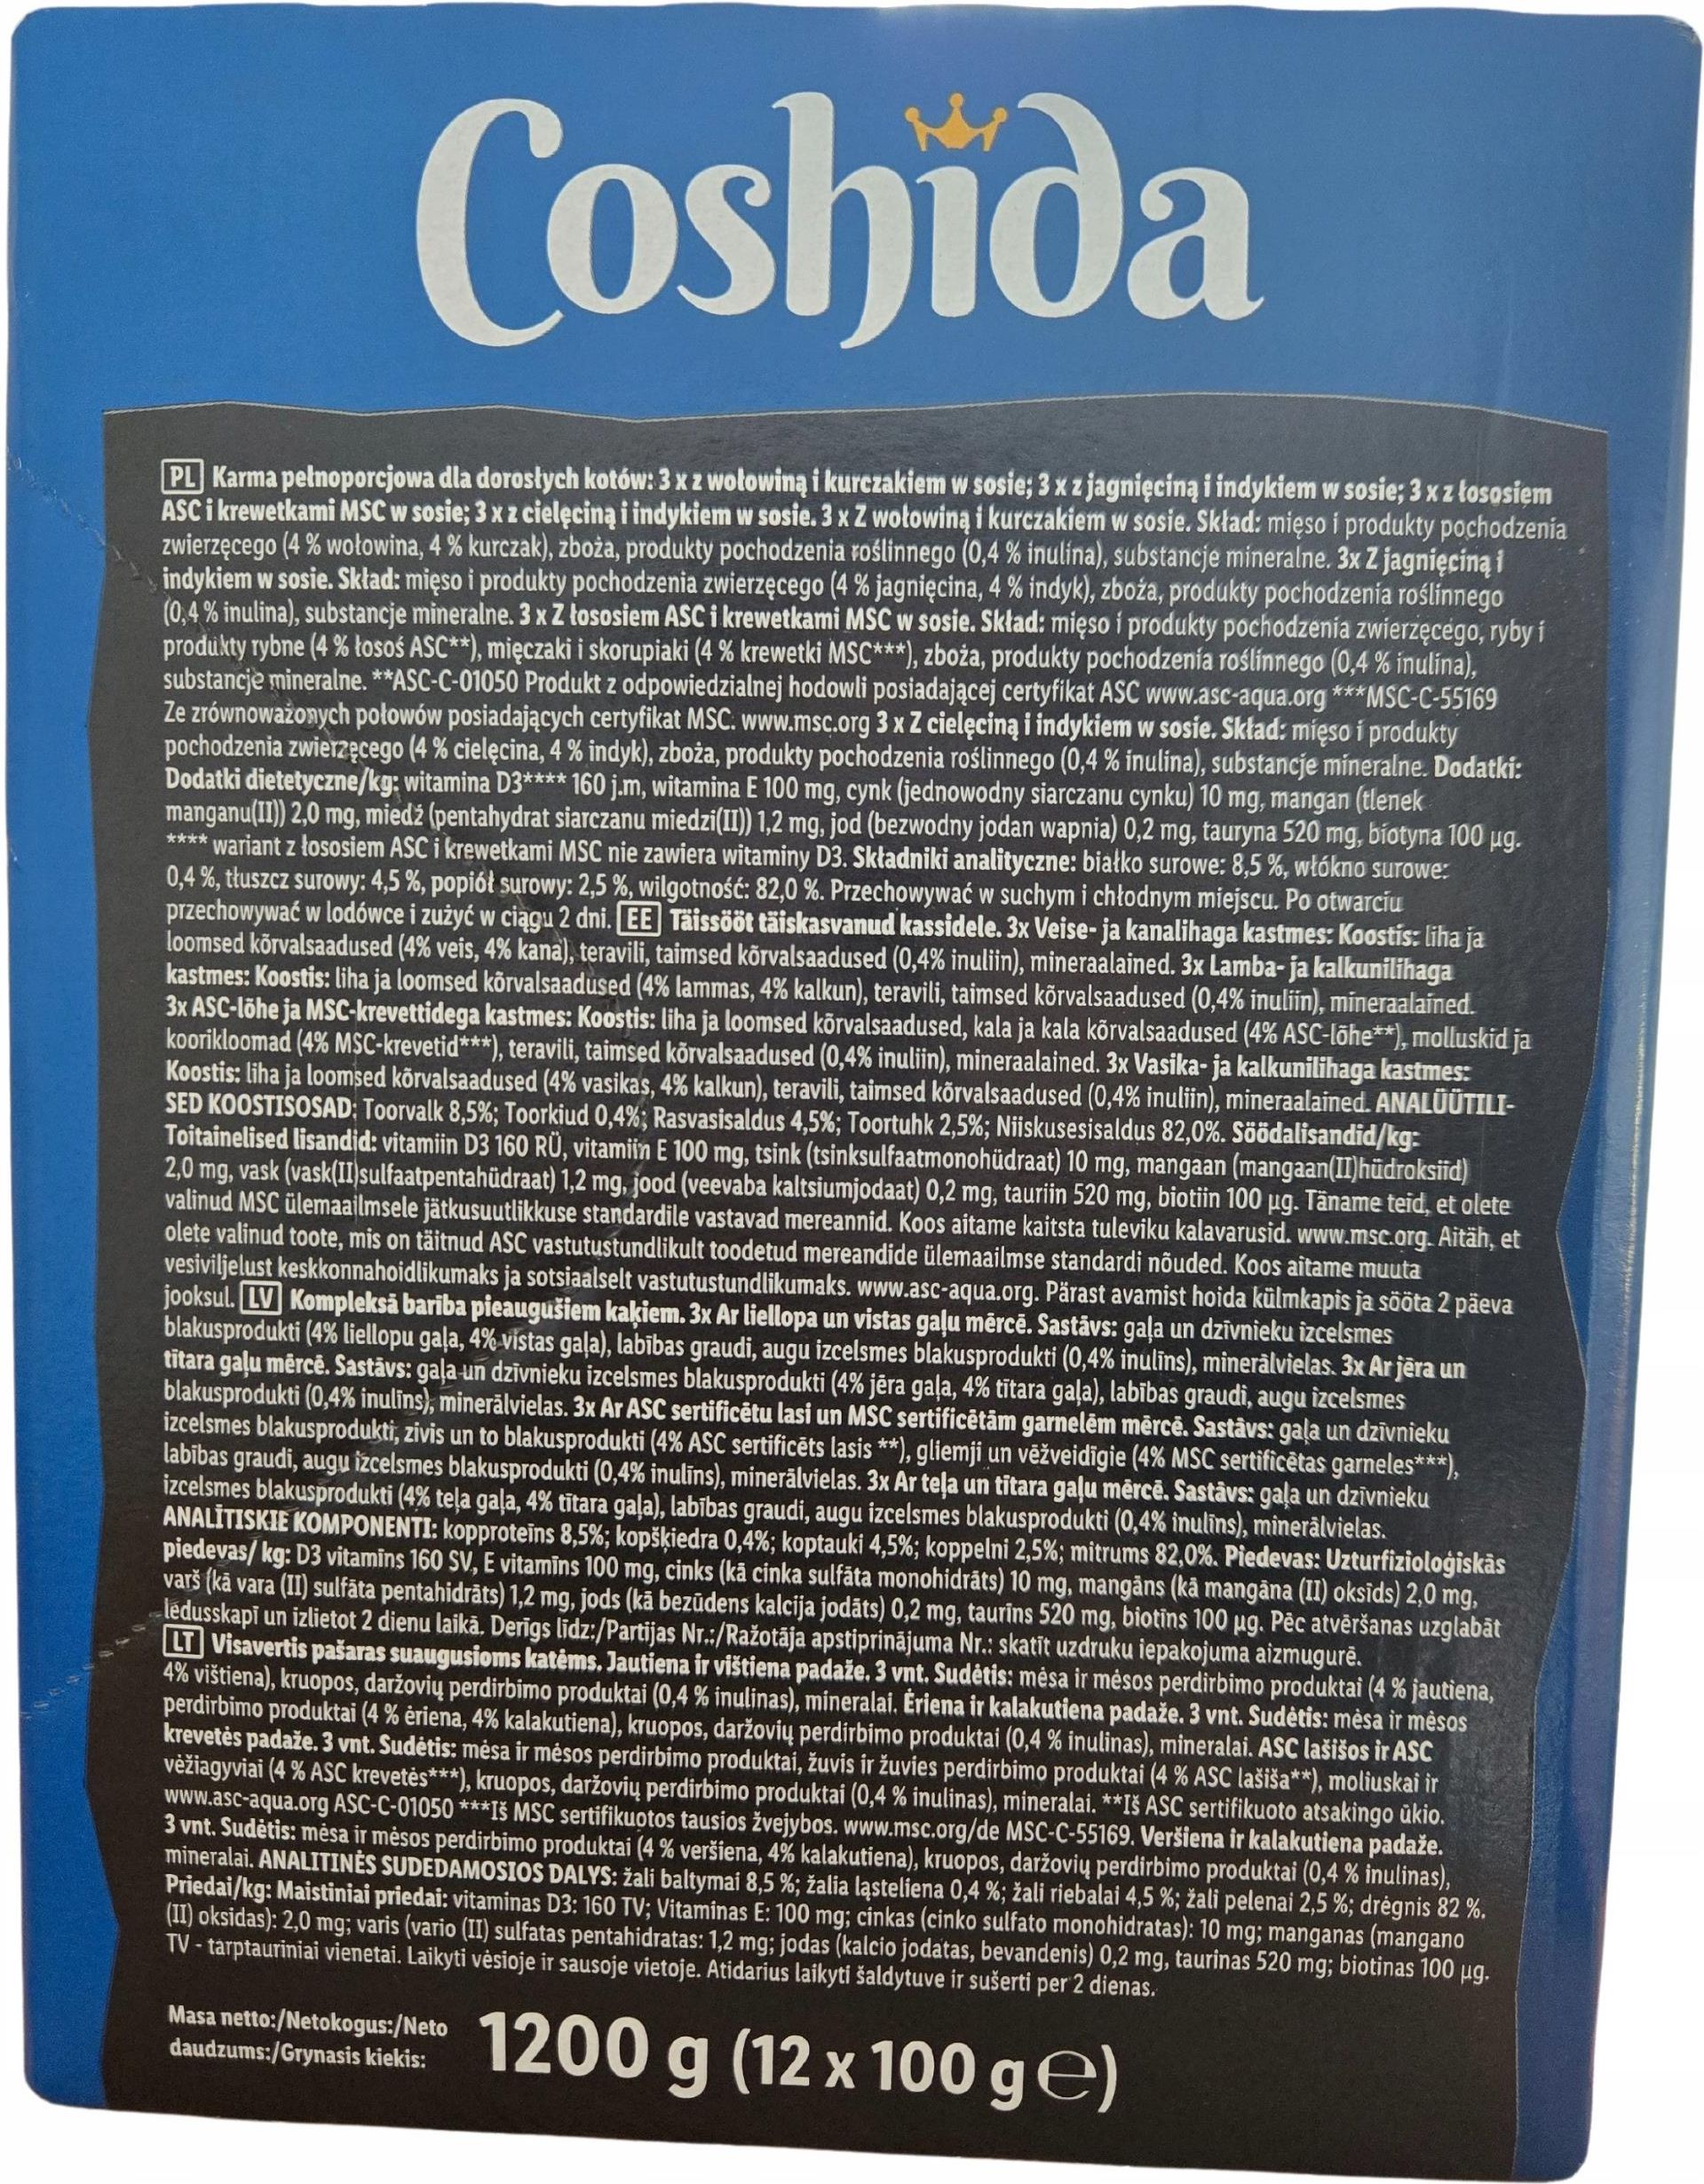 Coshida
PL Karma pełnoporcjowa dla dorosłych kotów: 3 x z wołowiną i kurczakiem w sosie; 3 x z jagnięciną i indykiem w sosie; 3 x z łososiem
ASC i krewetkami MSC w sosie; 3 x z cielęciną i indykiem w sosie. 3 x Z wołowiną i kurczakiem w sosie. Skład: mięso i produkty pochodzenia
zwierzęcego (4 % wołowina, 4 % kurczak), zboża, produkty pochodzenia roślinnego (0,4 % inulina), substancje mineralne. 3x Z jagnięciną i
indykiem w sosie. Skład: mięso i produkty pochodzenia zwierzęcego (4 % jagnięcina, 4 % indyk), zboża, produkty pochodzenia roślinnego
(0,4 % inulina), substancje mineralne. 3 x Z łososiem ASC i krewetkami MSC w sosie. Skład: mięso i produkty pochodzenia zwierzęcego, ryby i
produkty rybne (4 % łosoś ASC**), mięczaki i skorupiaki (4 % krewetki MSC***), zboża, produkty pochodzenia roślinnego (0,4 % inulina),
substancje mineralne. **ASC-C-01050 Produkt z odpowiedzialnej hodowli posiadającej certyfikat ASC www.asc-aqua.org ***MSC-C-55169
Ze zrównoważonych połowów posiadających certyfikat MSC. www.msc.org 3 x Z cielęciną i indykiem w sosie. Skład: mięso i produkty
pochodzenia zwierzęcego (4 % cielęcina, 4 % indyk), zboża, produkty pochodzenia roślinnego (0,4 % inulina), substancje mineralne. Dodatki:
Dodatki dietetyczne/kg: witamina D3**** 160 j.m, witamina E 100 mg, cynk (jednowodny siarczanu cynku) 10 mg, mangan (tlenek
manganu(II)) 2,0 mg, miedź (pentahydrat siarczanu miedzi(II)) 1,2 mg, jod (bezwodny jodan wapnia) 0,2 mg, tauryna 520 mg, biotyna 100 µg.
**** wariant z łososiem ASC i krewetkami MSC nie zawiera witaminy D3. Składniki analityczne: białko surowe: 8,5 %, włókno surowe:
0,4 %, tłuszcz surowy: 4,5 %, popiół surowy: 2,5 %, wilgotność: 82,0 %. Przechowywać w suchym i chłodnym miejscu. Po otwarciu
przechowywać w lodówce i zużyć w ciągu 2 dni. EE Täissööt täiskasvanud kassidele. 3x Veise- ja kanalihaga kastmes: Koostis: liha ja
loomsed kõrvalsaadused (4% veis, 4% kana), teravili, taimsed kõrvalsaadused (0,4% inuliin), mineraalained. 3x Lamba- ja kalkunilihaga
kastmes: Koostis: liha ja loomsed kõrvalsaadused (4% lammas, 4% kalkun), teravili, taimsed kõrvalsaadused (0,4% inuliin), mineraalained.
3x ASC-lõhe ja MSC-krevettidega kastmes: Koostis: liha ja loomsed kõrvalsaadused, kala ja kala kõrvalsaadused (4% ASC-lõhe**), molluskid ja
koorikloomad (4% MSC-krevetid***), teravili, taimsed kõrvalsaadused (0,4% inuliin), mineraalained. 3x Vasika- ja kalkunilihaga kastmes:
Koostis: liha ja loomsed kõrvalsaadused (4% vasikas, 4% kalkun), teravili, taimsed kõrvalsaadused (0,4% inuliin), mineraalained. ANALÜÜTILI-
SED KOOSTISOSAD: Toorvalk 8,5%; Toorkiud 0,4%; Rasvasisaldus 4,5%; Toortuhk 2,5%; Niiskusesisaldus 82,0%. Söödalisandid/kg:
Toitainelised lisandid: vitamiin D3 160 RÜ, vitamiin E 100 mg, tsink (tsinksulfaatmonohüdraat) 10 mg, mangaan (mangaan(II)hüdroksiid)
2,0 mg, vask (vask(II)sulfaatpentahüdraat) 1,2 mg, jood (veevaba kaltsiumjodaat) 0,2 mg, tauriin 520 mg, biotiin 100 µg. Täname teid, et olete
valinud MSC ülemaailmsele jätkusuutlikkuse standardile vastavad mereannid. Koos aitame kaitsta tuleviku kalavarusid. www.msc.org. Aitäh, et
olete valinud toote, mis on täitnud ASC vastutustundlikult toodetud mereandide ülemaailmse standardi nõuded. Koos aitame muuta
vesiviljelust keskkonnahoidlikumaks ja sotsiaalselt vastutustundlikumaks. www.asc-aqua.org. Pärast avamist hoida külmkapis ja sööta 2 päeva
jooksul. LV Kompleksā barība pieaugušiem kaķiem. 3x Ar liellopa un vistas gaļu mērcē. Sastāvs: gaļa un dzīvnieku izcelsmes
blakusprodukti (4% liellopu gaļa, 4% vistas gaļa), labības graudi, augu izcelsmes blakusprodukti (0,4% inulīns), minerālvielas. 3x Ar jēra un
tītara gaļu mērcē. Sastāvs: gaļa un dzīvnieku izcelsmes blakusprodukti (4% jēra gaļa, 4% tītara gaļa), labības graudi, augu izcelsmes
blakusprodukti (0,4% inulīns), minerālvielas. 3x Ar ASC sertificētu lasi un MSC sertificētām garnelēm mērcē. Sastāvs: gaļa un dzīvnieku
izcelsmes blakusprodukti, zivis un to blakusprodukti (4% ASC sertificēts lasis **), gliemji un vēžveidīgie (4% MSC sertificētas garneles***),
labības graudi, augu izcelsmes blakusprodukti (0,4% inulīns), minerālvielas. 3x Ar teļa un tītara gaļu mērcē. Sastāvs: gaļa un dzīvnieku
izcelsmes blakusprodukti (4% teļa gaļa, 4% tītara gaļa), labības graudi, augu izcelsmes blakusprodukti (0,4% inulīns), minerālvielas.
ANALĪTISKIE KOMPONENTI: kopproteīns 8,5%; kopšķiedra 0,4%; koptauki 4,5%; koppelni 2,5%; mitrums 82,0%. Piedevas: Uzturfizioloģiskās
piedevas/ kg: D3 vitamīns 160 SV, E vitamīns 100 mg, cinks (kā cinka sulfāta monohidrāts) 10 mg, mangāns (kā mangāna (II) oksīds) 2,0 mg,
varš (kā vara (II) sulfāta pentahidrāts) 1,2 mg, jods (kā bezūdens kalcija jodāts) 0,2 mg, taurīns 520 mg, biotīns 100 µg. Pēc atvēršanas uzglabāt
ledusskapī un izlietot 2 dienu laikā. Derīgs līdz:/Partijas Nr.:/Ražotāja apstiprinājuma Nr.: skatīt uzdruku iepakojuma aizmugurē.
LT Visavertis pašaras suaugusioms katėms. Jautiena ir vištiena padaže. 3 vnt. Sudėtis: mėsa ir mėsos perdirbimo produktai (4 % jautiena,
4% vištiena), kruopos, daržovių perdirbimo produktai (0,4 % inulinas), mineralai. Ėriena ir kalakutiena padaže. 3 vnt. Sudėtis: mėsa ir mėsos
perdirbimo produktai (4 % ėriena, 4% kalakutiena), kruopos, daržovių perdirbimo produktai (0,4 % inulinas), mineralai. ASC lašišos ir ASC
krevetės padaže. 3 vnt. Sudėtis: mėsa ir mėsos perdirbimo produktai, žuvis ir žuvies perdirbimo produktai (4 % ASC lašiša**), moliuskai ir
vėžiagyviai (4 % ASC krevetės***), kruopos, daržovių perdirbimo produktai (0,4 % inulinas), mineralai. **Iš ASC sertifikuoto atsakingo ūkio.
www.asc-aqua.org ASC-C-01050 ***Iš MSC sertifikuotos tausios žvejybos. www.msc.org/de MSC-C-55169. Veršiena ir kalakutiena padaže.
3 vnt. Sudėtis: mėsa ir mėsos perdirbimo produktai (4 % veršiena, 4% kalakutiena), kruopos, daržovių perdirbimo produktai (0,4 % inulinas),
mineralai. ANALITINĖS SUDEDAMOSIOS DALYS: žali baltymai 8,5 %; žalia ląsteliena 0,4 %; žali riebalai 4,5 %; žali pelenai 2,5 %; drėgnis 82 %.
Priedai/kg: Maistiniai priedai: vitaminas D3: 160 TV; Vitaminas E: 100 mg; cinkas (cinko sulfato monohidratas): 10 mg; manganas (mangano
(II) oksidas): 2,0 mg; varis (vario (II) sulfatas pentahidratas: 1,2 mg; jodas (kalcio jodatas, bevandenis) 0,2 mg, taurinas 520 mg; biotinas 100 µg.
TV - tarptauriniai vienetai. Laikyti vėsioje ir sausoje vietoje. Atidarius laikyti šaldytuve ir sušerti per 2 dienas.
Masa netto:/Netokogus:/Neto
daudzums:/Grynasis kiekis:
1200 g (12 x 100 g ℮)